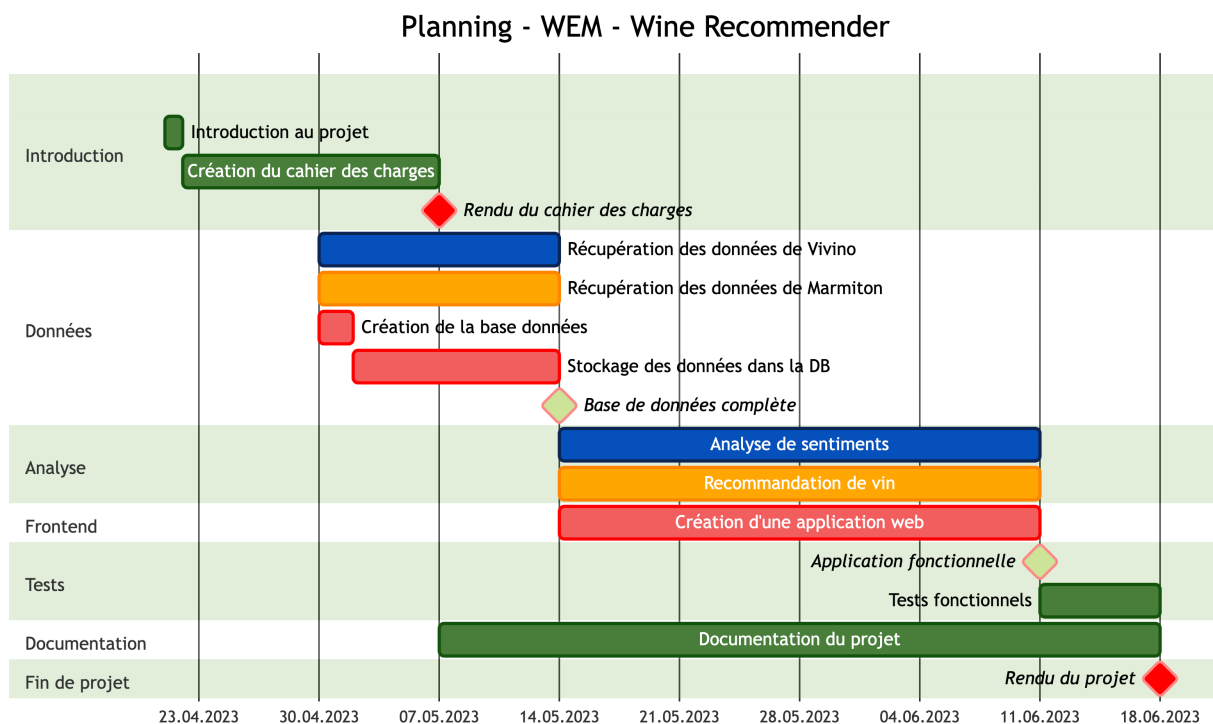 Planning - WEM - Wine Recommender
Introduction
Introduction au projet
Création du cahier des charges
Rendu du cahier des charges
Données
Récupération des données de Vivino
Récupération des données de Marmiton
Création de la base données
Stockage des données dans la DB
Base de données complète
Analyse
Analyse de sentiments
Recommandation de vin
Frontend
Création d'une application web
Tests
Application fonctionnelle
Tests fonctionnels
Documentation
Documentation du projet
Fin de projet
Rendu du projet
23.04.2023 30.04.2023 07.05.2023 14.05.2023 21.05.2023 28.05.2023 04.06.2023 11.06.2023 18.06.2023